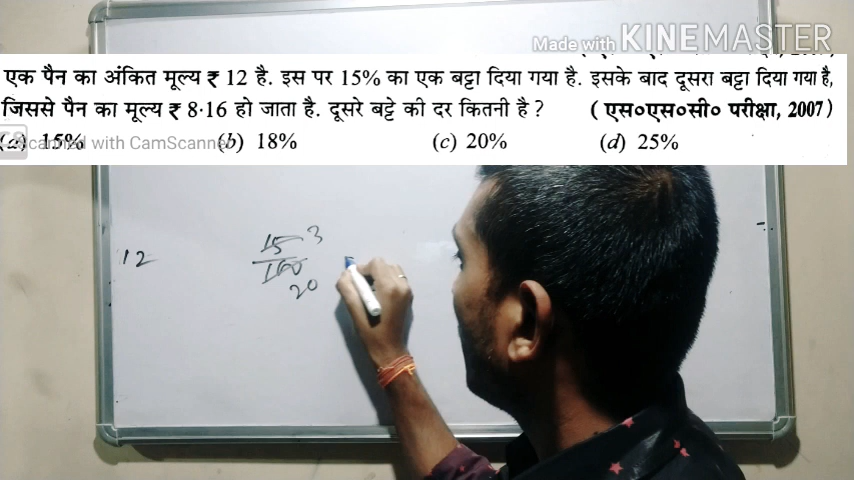 Made with KINEMASTER
एक पैन का अंकित मूल्य ₹ 12 है. इस पर 15% का एक बट्टा दिया गया है. इसके बाद दूसरा बट्टा दिया गया है,
जिससे पैन का मूल्य ₹ 8·16 हो जाता है. दूसरे बट्टे की दर कितनी है ? ( एस०एस०सी० परीक्षा, 2007 )
(a) 15% (b) 18% (c) 20% (d) 25%
Scanned with CamScanner
15 3
12
100
20